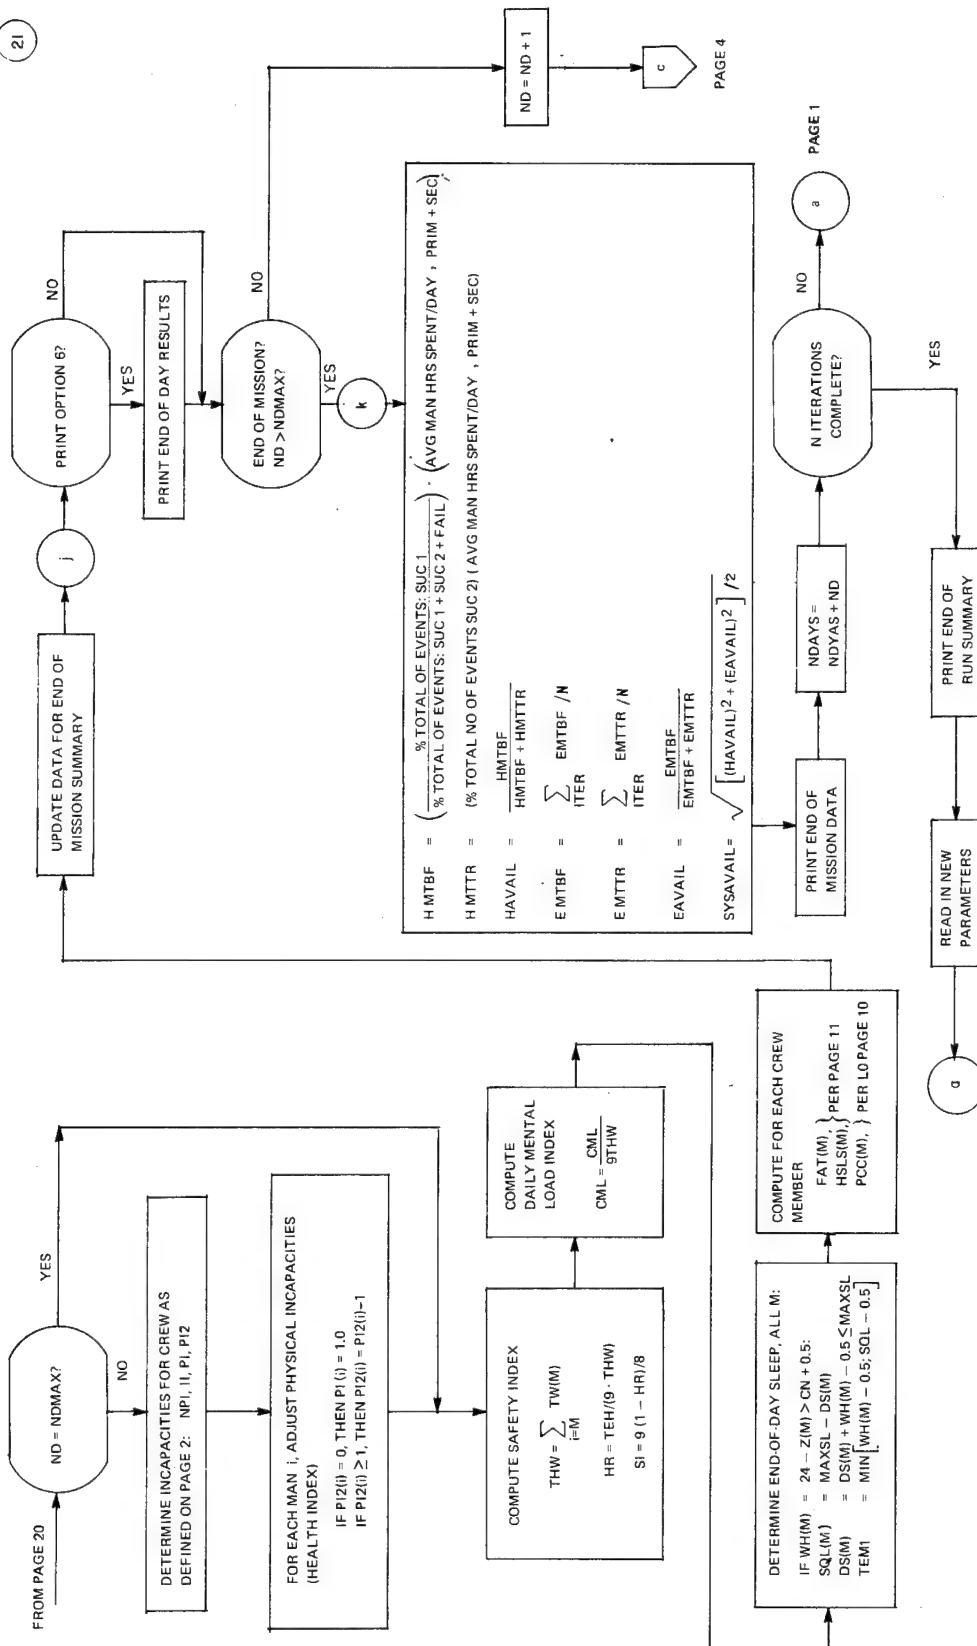 21
FROM PAGE 20
ND = NDMAX?
YES
NO
DETERMINE INCAPACITIES FOR CREW AS
DEFINED ON PAGE 2: NPI, II, PI, PI2
FOR EACH MAN i, ADJUST PHYSICAL INCAPACITIES
(HEALTH INDEX)
IF PI2(i) = 0, THEN PI (i) = 1.0
IF PI2(i) ≥ 1, THEN PI2(i) = PI2(i)–1
COMPUTE SAFETY INDEX
THW = ∑ TW(M)
i=M
HR = TEH/(9 · THW)
SI = 9 (1 – HR)/8
COMPUTE
DAILY MENTAL
LOAD INDEX
CML = CML
9THW
DETERMINE END-OF-DAY SLEEP, ALL M:
IF WH(M) = 24 – Z(M) > CN + 0.5:
SQL(M) = MAXSL – DS(M)
DS(M) = DS(M) + WH(M) – 0.5 ≤ MAXSL
TEM1 = MIN [WH(M) – 0.5; SQL – 0.5]
COMPUTE FOR EACH CREW
MEMBER
FAT(M), } PER PAGE 11
HSLS(M),
PCC(M), } PER LO PAGE 10
UPDATE DATA FOR END OF
MISSION SUMMARY
j
PRINT OPTION 6?
NO
YES
PRINT END OF DAY RESULTS
END OF MISSION?
ND > NDMAX?
NO
YES
ND = ND + 1
c
PAGE 4
k
HMTBF = ( % TOTAL OF EVENTS: SUC 1
% TOTAL OF EVENTS: SUC 1 + SUC 2 + FAIL ) · (AVG MAN HRS SPENT/DAY , PRIM + SEC)
HMTTR = (% TOTAL NO OF EVENTS SUC 2) ( AVG MAN HRS SPENT/DAY , PRIM + SEC)
HAVAIL = HMTBF
HMTBF + HMTTR
EMTBF = ∑ EMTBF /N
ITER
EMTTR = ∑ EMTTR /N
ITER
EAVAIL = EMTBF
EMTBF + EMTTR
SYSAVAIL= √[(HAVAIL)² + (EAVAIL)²] /2
PRINT END OF
MISSION DATA
NDAYS =
NDYAS + ND
N ITERATIONS
COMPLETE?
NO
a
PAGE 1
YES
PRINT END OF
RUN SUMMARY
READ IN NEW
PARAMETERS
a